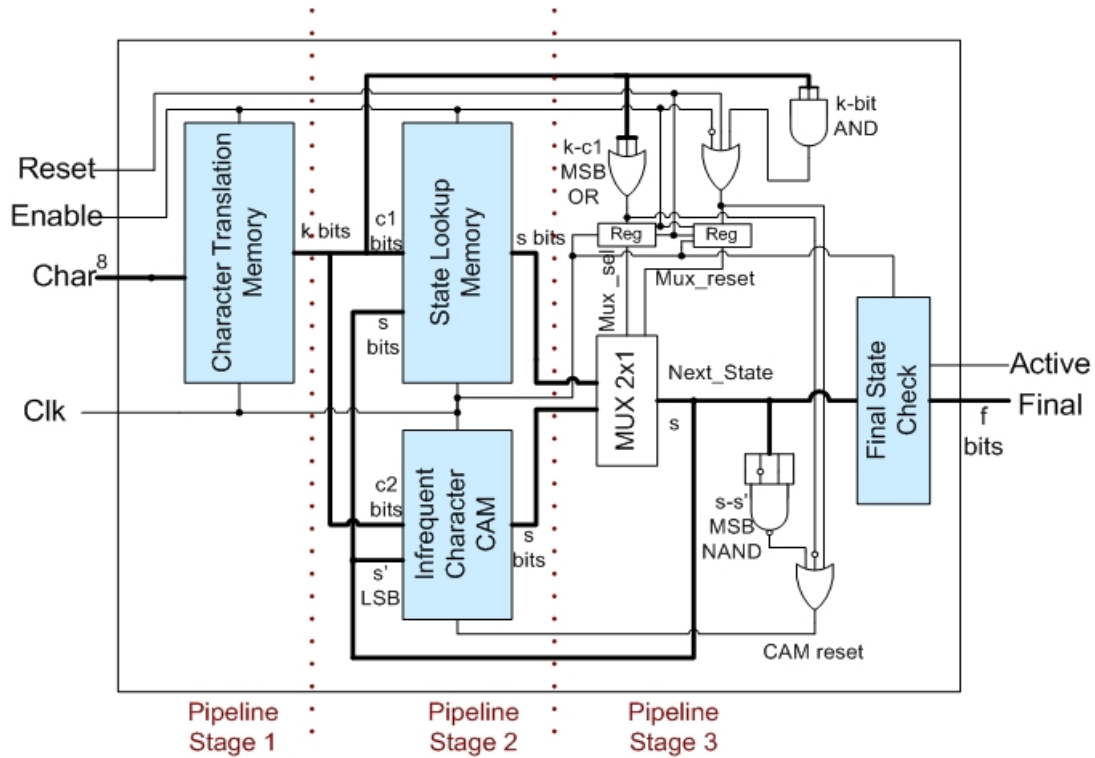 Reset
Enable
Char
8
Clk
Character Translation
Memory
k bits
c1
bits
State Lookup
Memory
s bits
s
bits
c2
bits
Infrequent
Character
CAM
s
bits
s'
LSB
k-c1
MSB
OR
k-bit
AND
Reg
Reg
Mux_sel
Mux_reset
MUX 2x1
Next_State
s
s-s'
MSB
NAND
CAM reset
Final State
Check
Active
Final
f
bits
Pipeline
Stage 1
Pipeline
Stage 2
Pipeline
Stage 3